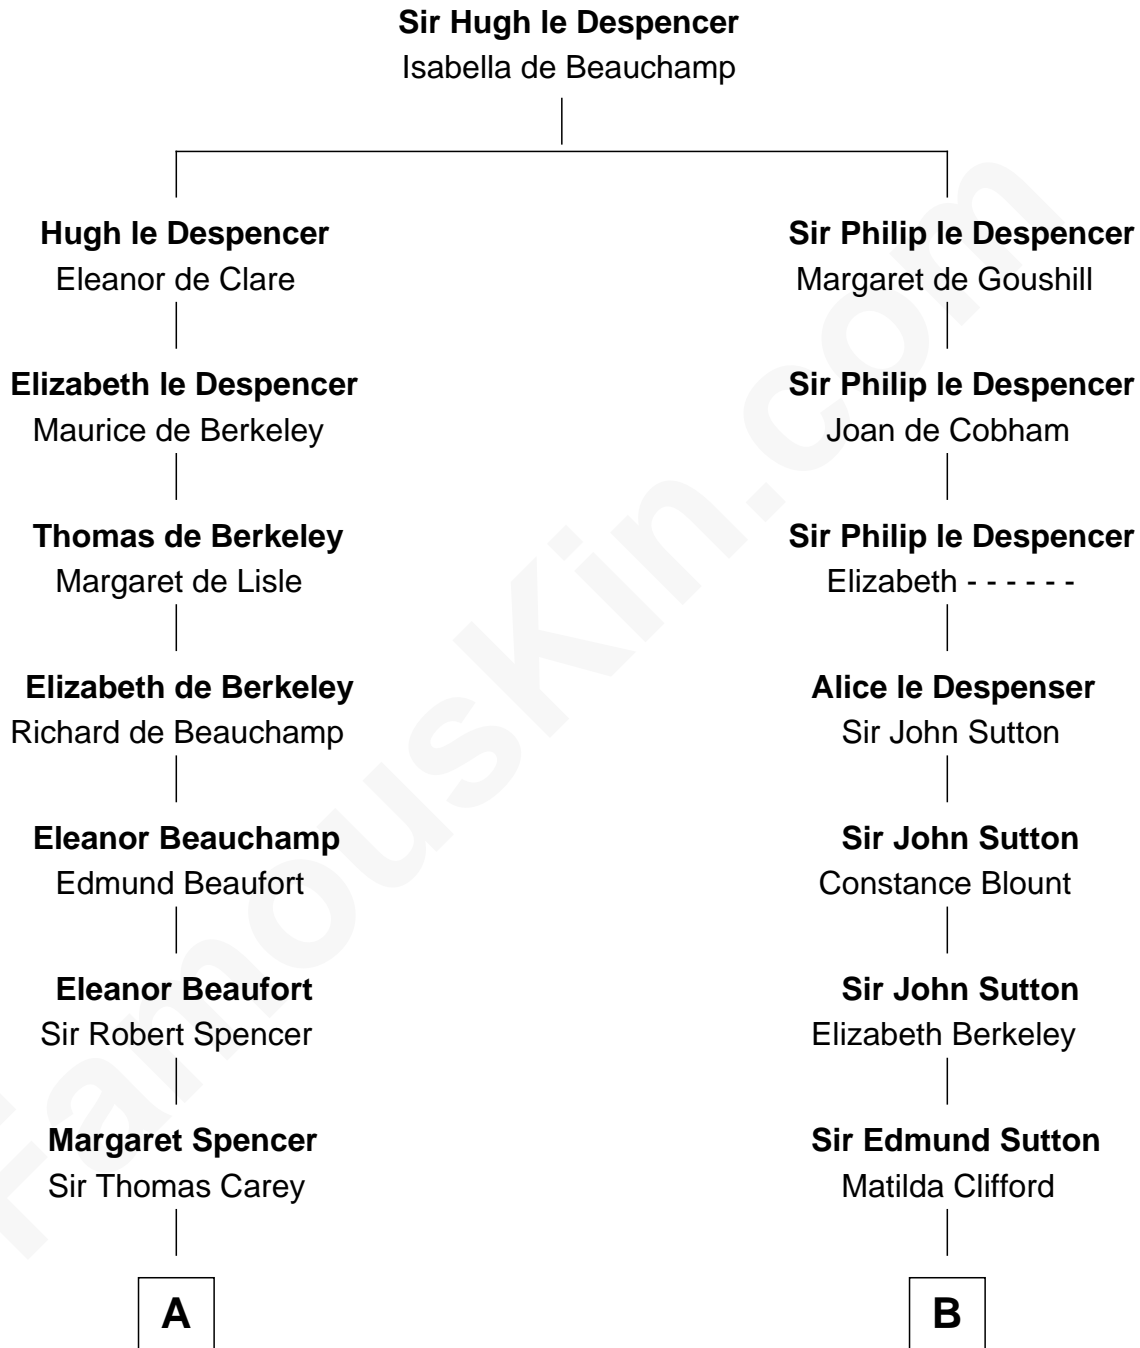 Sir Hugh le Despencer
Isabella de Beauchamp
Hugh le Despencer
Eleanor de Clare
Sir Philip le Despencer
Margaret de Goushill
Elizabeth le Despencer
Maurice de Berkeley
Sir Philip le Despencer
Joan de Cobham
Thomas de Berkeley
Margaret de Lisle
Sir Philip le Despencer
Elizabeth - - - - - -
Elizabeth de Berkeley
Richard de Beauchamp
Alice le Despenser
Sir John Sutton
Eleanor Beauchamp
Edmund Beaufort
Sir John Sutton
Constance Blount
Eleanor Beaufort
Sir Robert Spencer
Sir John Sutton
Elizabeth Berkeley
Margaret Spencer
Sir Thomas Carey
Sir Edmund Sutton
Matilda Clifford
A
B
FamousKin.com